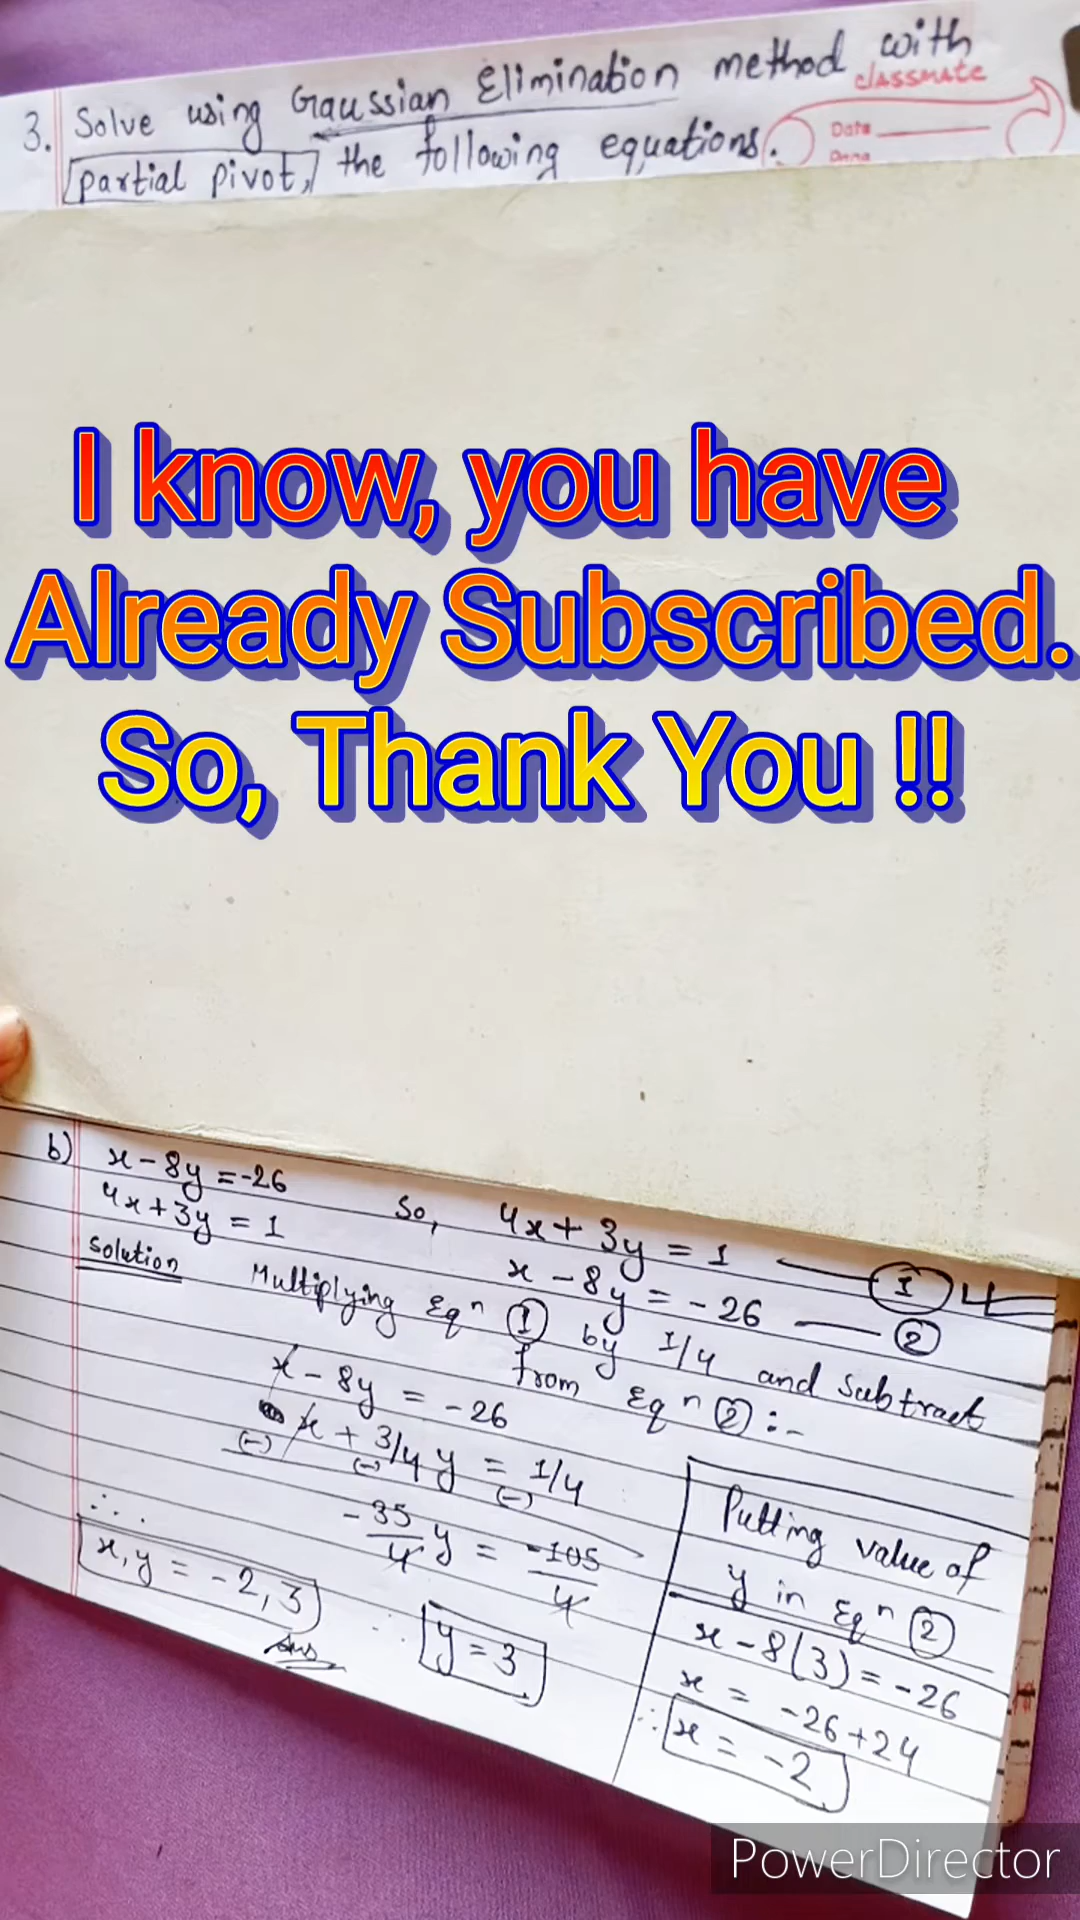 3. Solve using Gaussian Elimination method with
classmate
partial pivot, the following equations.
Date
I know, you have
Already Subscribed.
So, Thank You !!
b) x - 8y = -26
4x + 3y = 1
So, 4x + 3y = 1 — ①
x - 8y = -26 — ②
Solution Multiplying Eqⁿ ① by 1/4 and subtract
from Eqⁿ ② :-
x - 8y = -26
x + 3/4 y = 1/4
(-) (-) (-)
-35/4 y = -105/4
∴ y = 3
Putting value of
y in Eqⁿ ②
x - 8(3) = -26
x = -26 + 24
∴ x = -2
∴ x, y = -2, 3
Ans
PowerDirector